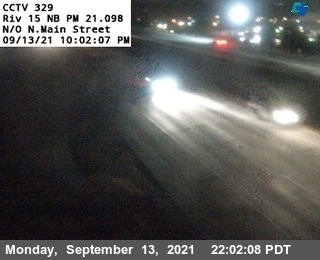 CCTV 329
Riv 15 NB PM 21.098
N/O N.Main Street
09/13/21 10:02:07 PM
Monday, September 13, 2021 22:02:08 PDT